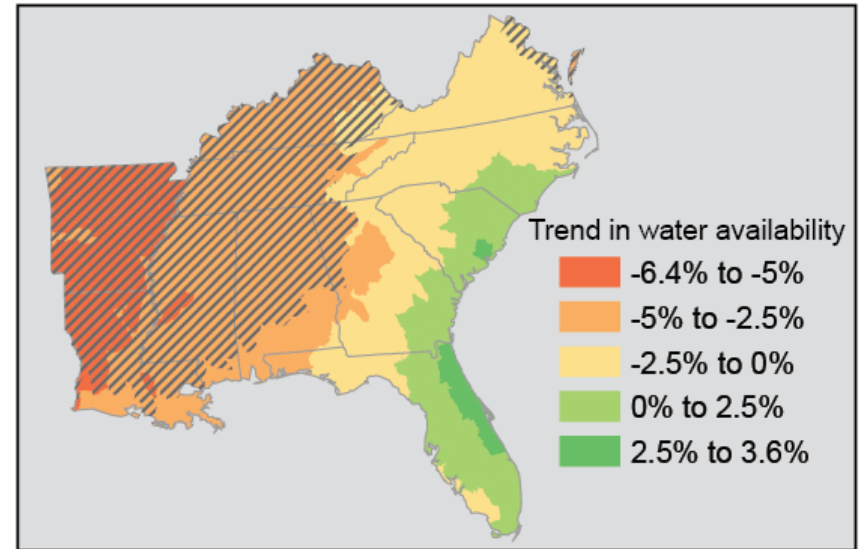 Trend in water availability
-6.4% to -5%
-5% to -2.5%
-2.5% to 0%
0% to 2.5%
2.5% to 3.6%